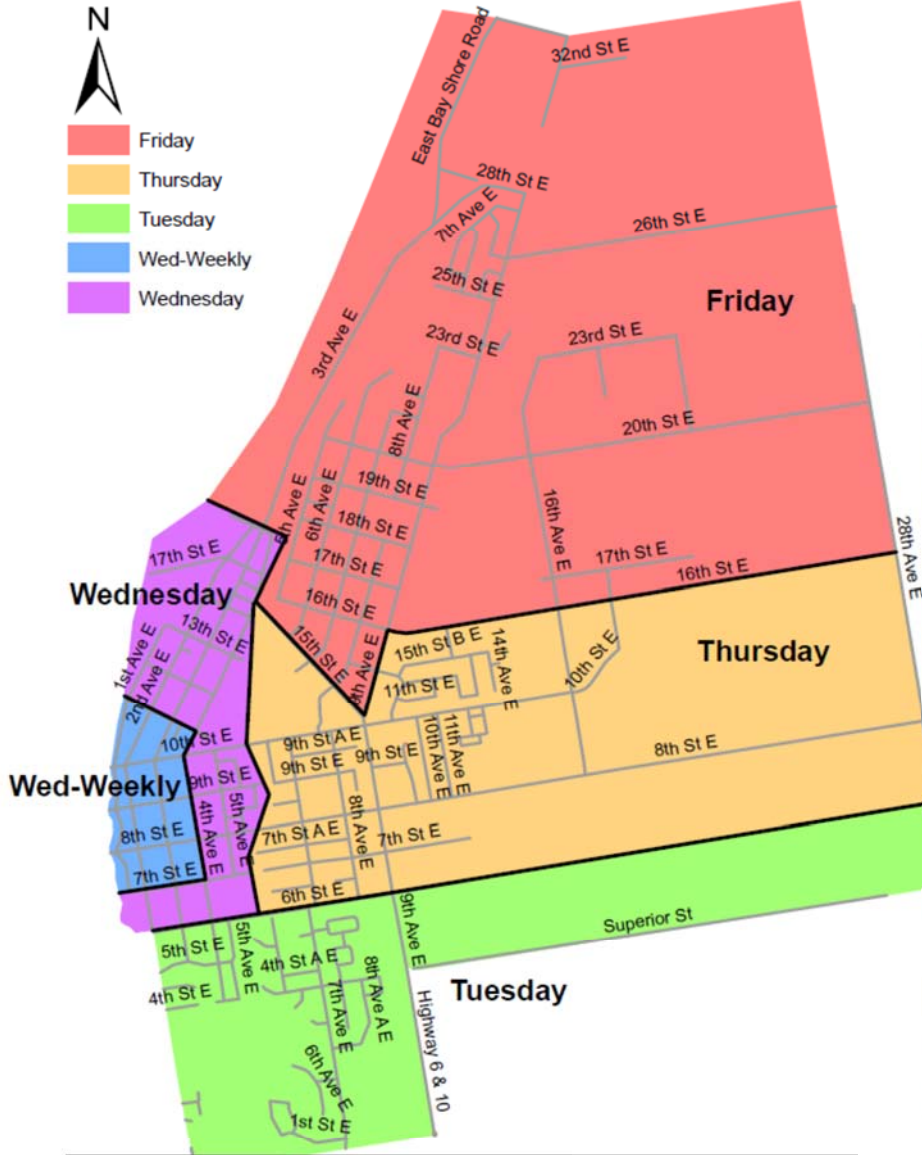 N
Friday
Thursday
Tuesday
Wed-Weekly
Wednesday
East Bay Shore Road
32nd St E
28th St E
7th Ave E
26th St E
25th St E
Friday
3rd Ave E
23rd St E
23rd St E
8th Ave E
20th St E
19th St E
5th Ave E
6th Ave E
16th Ave E
18th St E
17th St E
17th St E
17th St E
16th St E
28th Ave E
Wednesday
16th St E
13th St E
15th St E
15th St B E
14th Ave E
1st Ave E
2nd Ave E
9th Ave E
11th St E
10th St E
Thursday
10th St E
9th St A E
9th St E
10th Ave E
11th Ave E
8th St E
Wed-Weekly
9th St E
9th St E
4th Ave E
5th Ave E
8th Ave E
8th St E
7th St A E
7th St E
7th St E
6th St E
9th Ave E
Superior St
5th St E
5th Ave E
4th St A E
8th Ave A E
Tuesday
4th St E
7th Ave E
Highway 6 & 10
6th Ave E
1st St E